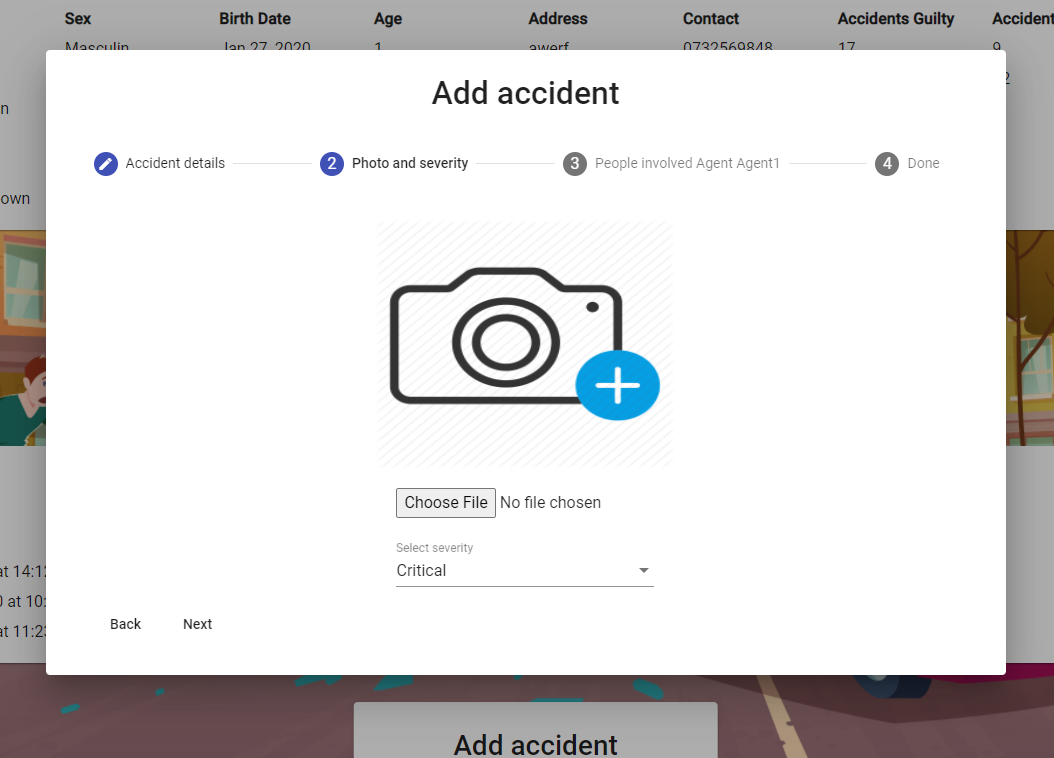 Sex Birth Date Age Address Contact Accidents Guilty Accident
Masculin Jan 27, 2020 1 awerf 0732569848 17 9
2
n
own
Add accident
Accident details 2 Photo and severity 3 People involved Agent Agent1 4 Done
Choose File No file chosen
Select severity
Critical
at 14:12
0 at 10:
at 11:23
Back Next
Add accident